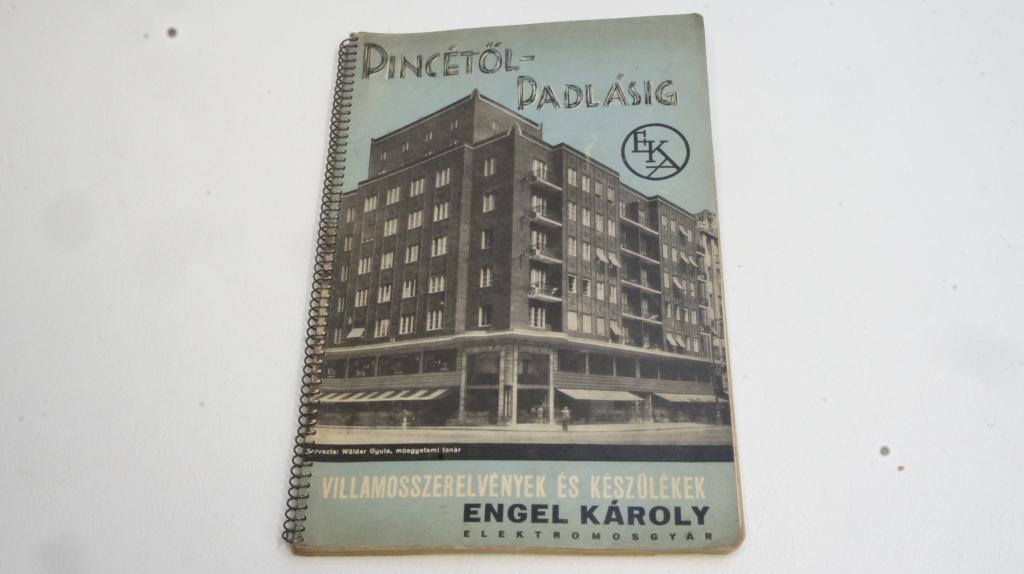 PINCÉTŐL-
PADLÁSIG
EKA
Tervezte: Wälder Gyula, műegyetemi tanár
VILLAMOSSZERELVÉNYEK ÉS KÉSZÜLÉKEK
ENGEL KÁROLY
ELEKTROMOSGYÁR